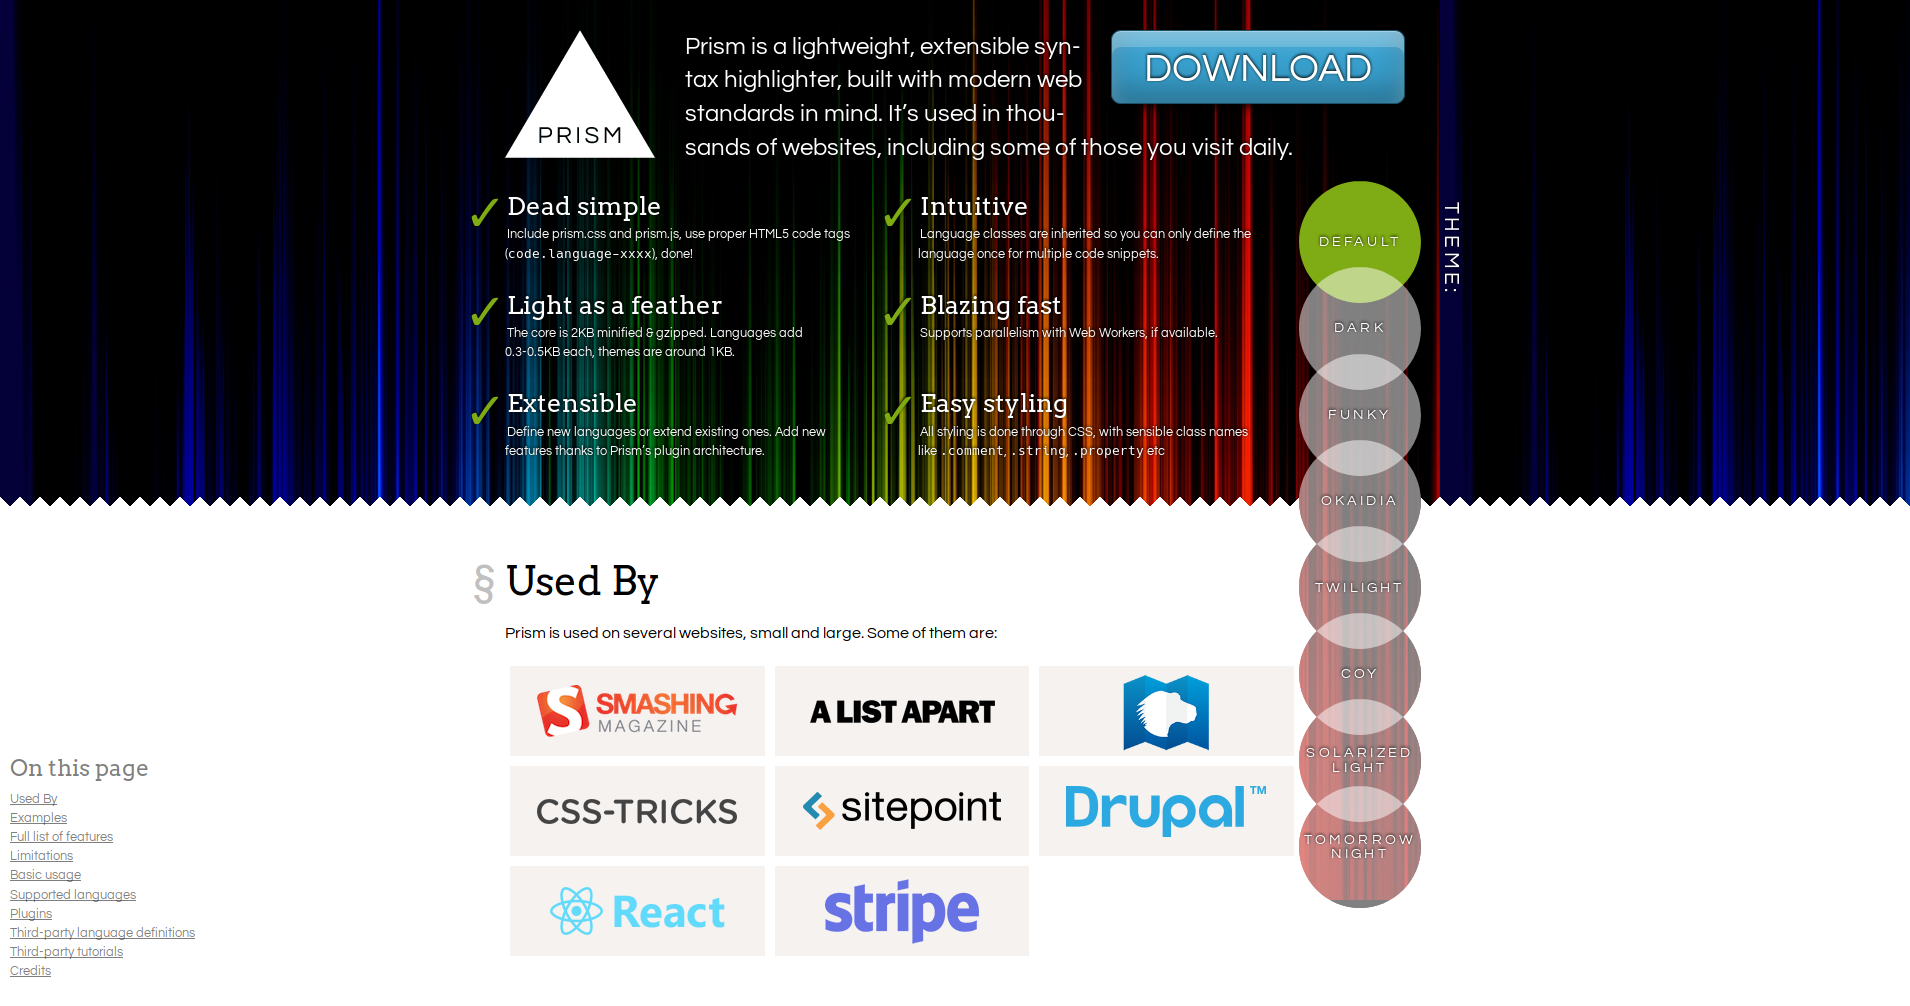 PRISM
Prism is a lightweight, extensible syn-
tax highlighter, built with modern web
standards in mind. It’s used in thou-
sands of websites, including some of those you visit daily.
DOWNLOAD
Dead simple
Include prism.css and prism.js, use proper HTML5 code tags
(code.language-xxxx), done!
Intuitive
Language classes are inherited so you can only define the
language once for multiple code snippets.
Light as a feather
The core is 2KB minified & gzipped. Languages add
0.3-0.5KB each, themes are around 1KB.
Blazing fast
Supports parallelism with Web Workers, if available.
Extensible
Define new languages or extend existing ones. Add new
features thanks to Prism’s plugin architecture.
Easy styling
All styling is done through CSS, with sensible class names
like .comment, .string, .property etc
THEME:
DEFAULT
DARK
FUNKY
OKAIDIA
TWILIGHT
COY
SOLARIZED
LIGHT
TOMORROW
NIGHT
§ Used By
Prism is used on several websites, small and large. Some of them are:
SMASHING
MAGAZINE
A LIST APART
CSS-TRICKS
sitepoint
Drupal™
React
stripe
On this page
Used By
Examples
Full list of features
Limitations
Basic usage
Supported languages
Plugins
Third-party language definitions
Third-party tutorials
Credits